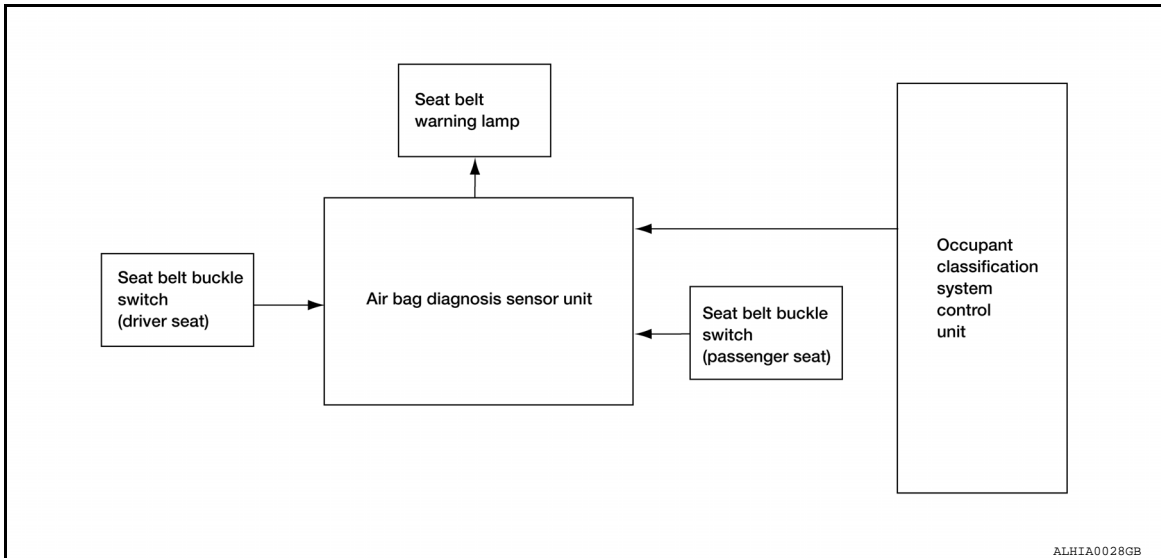 Seat belt
warning lamp
Seat belt buckle
switch
(driver seat)
Air bag diagnosis sensor unit
Seat belt buckle
switch
(passenger seat)
Occupant
classification
system
control
unit
ALHIA0028GB